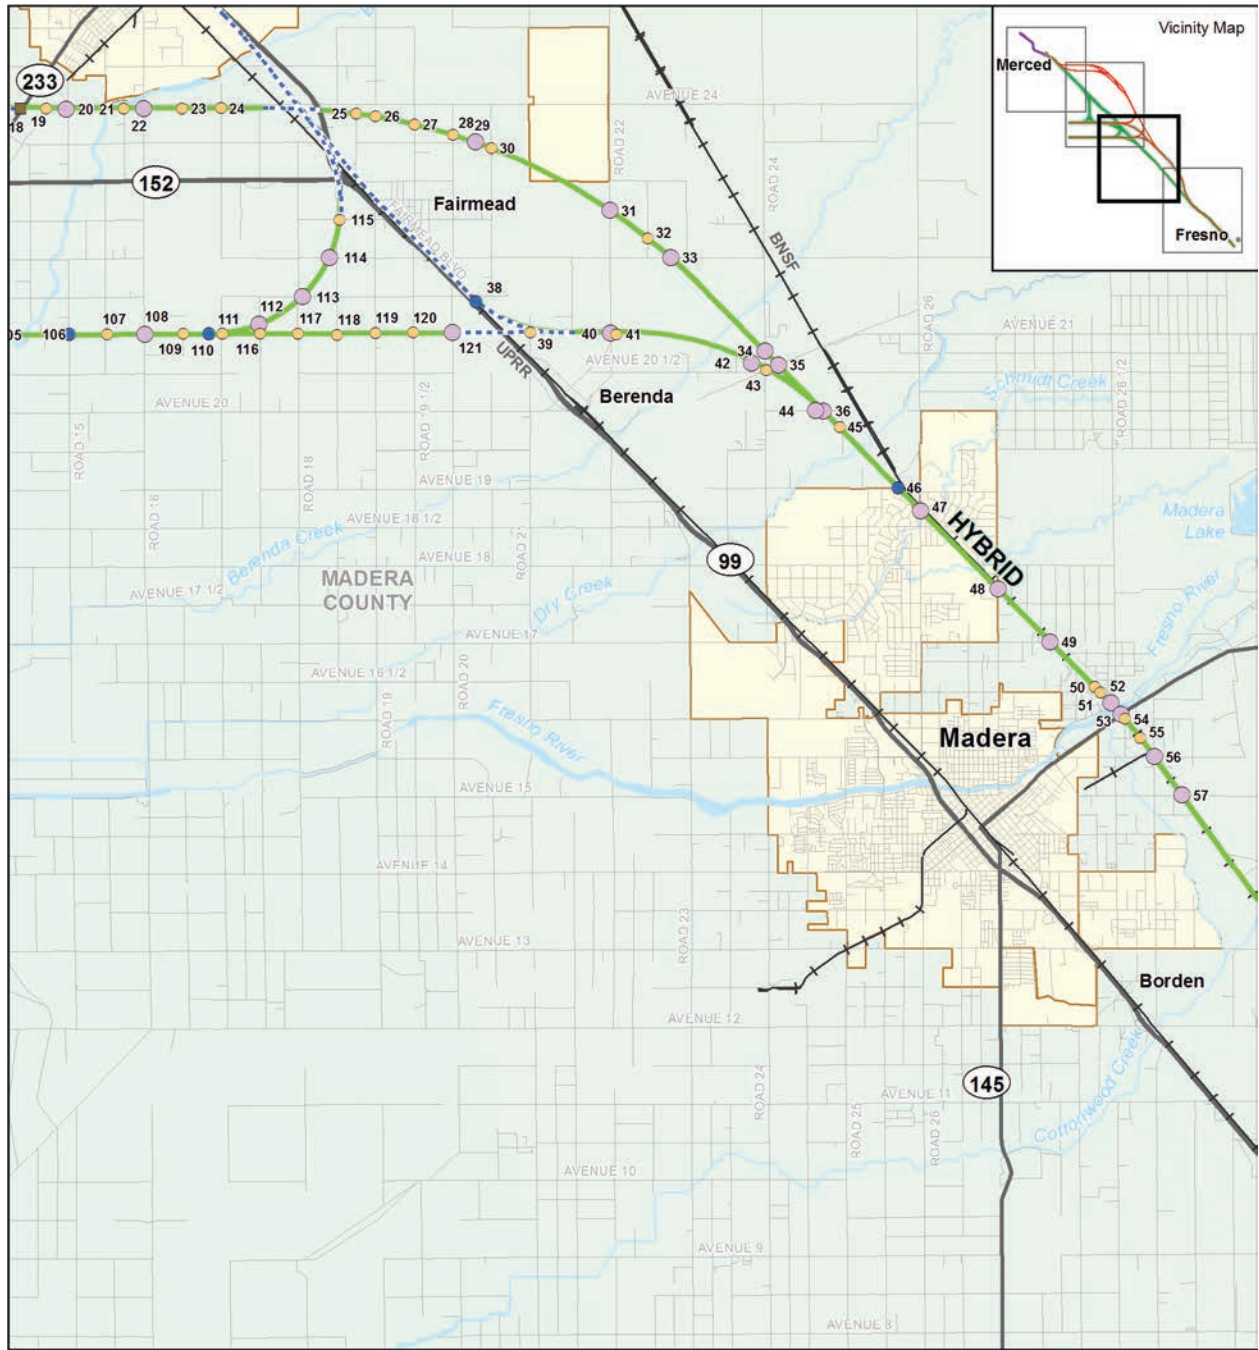 Vicinity Map
Merced
Fresno
AVENUE 24
233
18
19
20
21
22
23
24
25
26
27
28
29
30
ROAD 22
ROAD 24
152
Fairmead
FAIRMEAD BLVD
31
32
33
BNSF
115
114
113
112
38
ROAD 26
AVENUE 21
05
106
107
108
109
110
111
116
117
118
119
120
121
39
40
41
34
35
42
43
UPRR
AVENUE 20 1/2
Schmidt Creek
ROAD 28 1/2
Berenda
AVENUE 20
ROAD 19 1/2
44
36
45
ROAD 15
ROAD 18
AVENUE 19
46
47
ROAD 16
AVENUE 18 1/2
ROAD 21
Berenda Creek
Madera
Lake
HYBRID
99
AVENUE 18
MADERA
COUNTY
AVENUE 17 1/2
Dry Creek
48
Fresno River
AVENUE 17
49
ROAD 20
AVENUE 16 1/2
ROAD 19
50
51
52
53
54
55
56
57
Fresno River
Madera
AVENUE 15
AVENUE 14
ROAD 23
AVENUE 13
Borden
AVENUE 12
ROAD 24
145
AVENUE 11
ROAD 25
ROAD 26
Cottonwood Creek
AVENUE 10
AVENUE 9
AVENUE 8